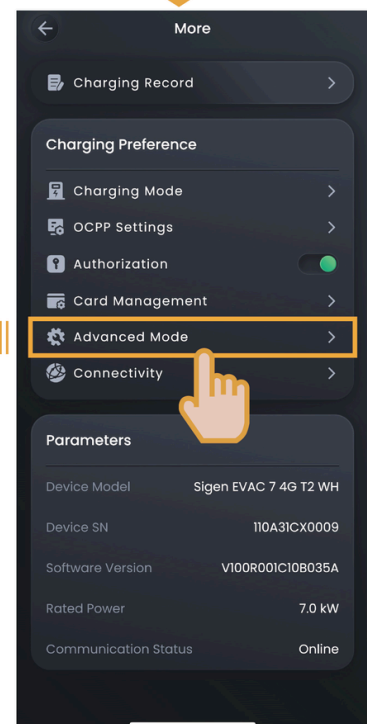 More
Charging Record
Charging Preference
Charging Mode
OCPP Settings
Authorization
Card Management
Advanced Mode
Connectivity
Parameters
Device Model Sigen EVAC 7 4G T2 WH
Device SN 110A31CX0009
Software Version V100R001C10B035A
Rated Power 7.0 kW
Communication Status Online